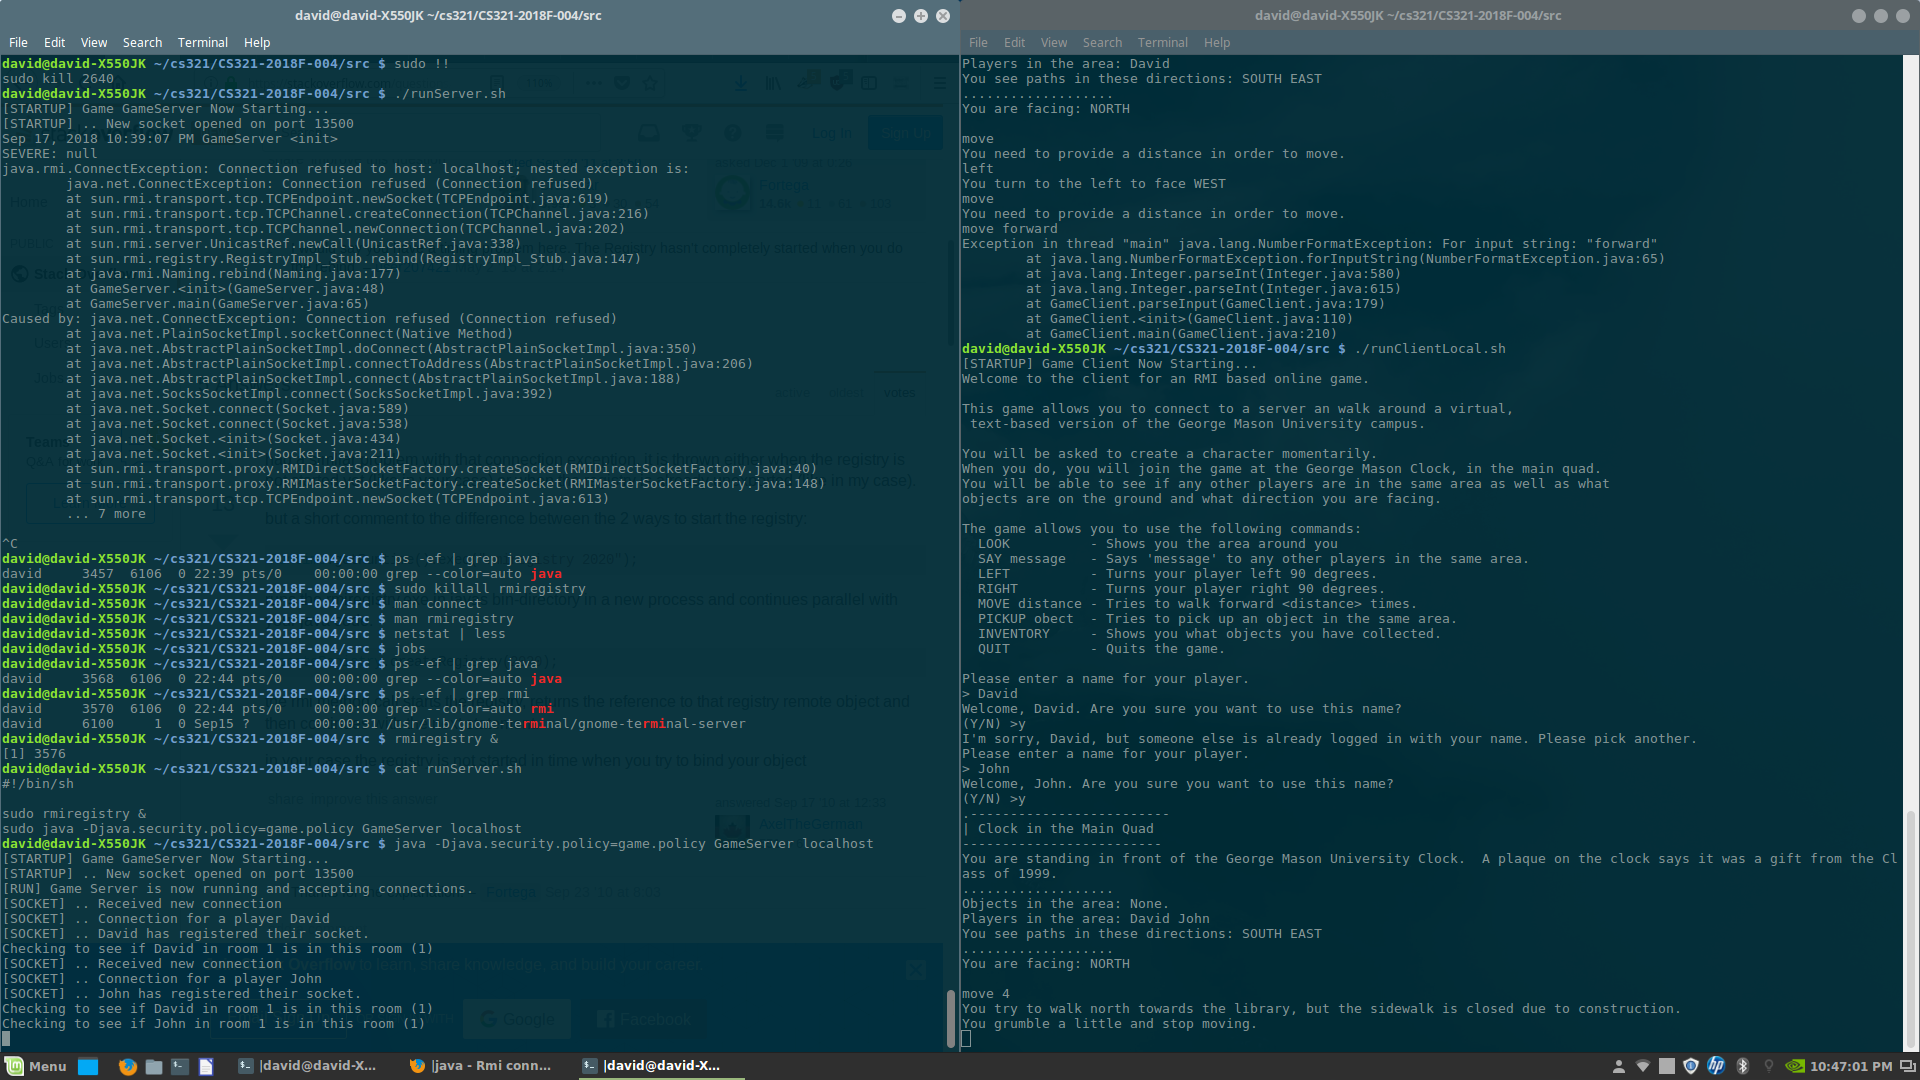 david@david-X550JK ~/cs321/CS321-2018F-004/src
File Edit View Search Terminal Help
david@david-X550JK ~/cs321/CS321-2018F-004/src $ sudo !!
sudo kill 2640
david@david-X550JK ~/cs321/CS321-2018F-004/src $ ./runServer.sh
[STARTUP] Game GameServer Now Starting...
[STARTUP] .. New socket opened on port 13500
Sep 17, 2018 10:39:07 PM GameServer <init>
SEVERE: null
java.rmi.ConnectException: Connection refused to host: localhost; nested exception is:
        java.net.ConnectException: Connection refused (Connection refused)
        at sun.rmi.transport.tcp.TCPEndpoint.newSocket(TCPEndpoint.java:619)
        at sun.rmi.transport.tcp.TCPChannel.createConnection(TCPChannel.java:216)
        at sun.rmi.transport.tcp.TCPChannel.newConnection(TCPChannel.java:202)
        at sun.rmi.server.UnicastRef.newCall(UnicastRef.java:338)
        at sun.rmi.registry.RegistryImpl_Stub.rebind(RegistryImpl_Stub.java:147)
        at java.rmi.Naming.rebind(Naming.java:177)
        at GameServer.<init>(GameServer.java:48)
        at GameServer.main(GameServer.java:65)
Caused by: java.net.ConnectException: Connection refused (Connection refused)
        at java.net.PlainSocketImpl.socketConnect(Native Method)
        at java.net.AbstractPlainSocketImpl.doConnect(AbstractPlainSocketImpl.java:350)
        at java.net.AbstractPlainSocketImpl.connectToAddress(AbstractPlainSocketImpl.java:206)
        at java.net.AbstractPlainSocketImpl.connect(AbstractPlainSocketImpl.java:188)
        at java.net.SocksSocketImpl.connect(SocksSocketImpl.java:392)
        at java.net.Socket.connect(Socket.java:589)
        at java.net.Socket.connect(Socket.java:538)
        at java.net.Socket.<init>(Socket.java:434)
        at java.net.Socket.<init>(Socket.java:211)
        at sun.rmi.transport.proxy.RMIDirectSocketFactory.createSocket(RMIDirectSocketFactory.java:40)
        at sun.rmi.transport.proxy.RMIMasterSocketFactory.createSocket(RMIMasterSocketFactory.java:148)
        at sun.rmi.transport.tcp.TCPEndpoint.newSocket(TCPEndpoint.java:613)
        ... 7 more
^C
david@david-X550JK ~/cs321/CS321-2018F-004/src $ ps -ef | grep java
david     3457  6106  0 22:39 pts/0    00:00:00 grep --color=auto java
david@david-X550JK ~/cs321/CS321-2018F-004/src $ sudo killall rmiregistry
david@david-X550JK ~/cs321/CS321-2018F-004/src $ man connect
david@david-X550JK ~/cs321/CS321-2018F-004/src $ man rmiregistry
david@david-X550JK ~/cs321/CS321-2018F-004/src $ netstat | less
david@david-X550JK ~/cs321/CS321-2018F-004/src $ jobs
david@david-X550JK ~/cs321/CS321-2018F-004/src $ ps -ef | grep java
david     3568  6106  0 22:44 pts/0    00:00:00 grep --color=auto java
david@david-X550JK ~/cs321/CS321-2018F-004/src $ ps -ef | grep rmi
david     3570  6106  0 22:44 pts/0    00:00:00 grep --color=auto rmi
david     6100     1  0 Sep15 ?        00:00:31 /usr/lib/gnome-terminal/gnome-terminal-server
david@david-X550JK ~/cs321/CS321-2018F-004/src $ rmiregistry &
[1] 3576
david@david-X550JK ~/cs321/CS321-2018F-004/src $ cat runServer.sh
#!/bin/sh
sudo rmiregistry &
sudo java -Djava.security.policy=game.policy GameServer localhost
david@david-X550JK ~/cs321/CS321-2018F-004/src $ java -Djava.security.policy=game.policy GameServer localhost
[STARTUP] Game GameServer Now Starting...
[STARTUP] .. New socket opened on port 13500
[RUN] Game Server is now running and accepting connections.
[SOCKET] .. Received new connection
[SOCKET] .. Connection for a player David
[SOCKET] .. David has registered their socket.
Checking to see if David in room 1 is in this room (1)
[SOCKET] .. Received new connection
[SOCKET] .. Connection for a player John
[SOCKET] .. John has registered their socket.
Checking to see if David in room 1 is in this room (1)
Checking to see if John in room 1 is in this room (1)
david@david-X550JK ~/cs321/CS321-2018F-004/src
File Edit View Search Terminal Help
Players in the area: David
You see paths in these directions: SOUTH EAST
...................
You are facing: NORTH
move
You need to provide a distance in order to move.
left
You turn to the left to face WEST
move
You need to provide a distance in order to move.
move forward
Exception in thread "main" java.lang.NumberFormatException: For input string: "forward"
        at java.lang.NumberFormatException.forInputString(NumberFormatException.java:65)
        at java.lang.Integer.parseInt(Integer.java:580)
        at java.lang.Integer.parseInt(Integer.java:615)
        at GameClient.parseInput(GameClient.java:179)
        at GameClient.<init>(GameClient.java:110)
        at GameClient.main(GameClient.java:210)
david@david-X550JK ~/cs321/CS321-2018F-004/src $ ./runClientLocal.sh
[STARTUP] Game Client Now Starting...
Welcome to the client for an RMI based online game.
This game allows you to connect to a server an walk around a virtual,
 text-based version of the George Mason University campus.
You will be asked to create a character momentarily.
When you do, you will join the game at the George Mason Clock, in the main quad.
You will be able to see if any other players are in the same area as well as what
objects are on the ground and what direction you are facing.
The game allows you to use the following commands:
  LOOK          - Shows you the area around you
  SAY message   - Says 'message' to any other players in the same area.
  LEFT          - Turns your player left 90 degrees.
  RIGHT         - Turns your player right 90 degrees.
  MOVE distance - Tries to walk forward <distance> times.
  PICKUP obect  - Tries to pick up an object in the same area.
  INVENTORY     - Shows you what objects you have collected.
  QUIT          - Quits the game.
Please enter a name for your player.
> David
Welcome, David. Are you sure you want to use this name?
(Y/N) >y
I'm sorry, David, but someone else is already logged in with your name. Please pick another.
Please enter a name for your player.
> John
Welcome, John. Are you sure you want to use this name?
(Y/N) >y
.-------------------------
| Clock in the Main Quad
-------------------------
You are standing in front of the George Mason University Clock.  A plaque on the clock says it was a gift from the Cl
ass of 1999.
...................
Objects in the area: None.
Players in the area: David John
You see paths in these directions: SOUTH EAST
...................
You are facing: NORTH
move 4
You try to walk north towards the library, but the sidewalk is closed due to construction.
You grumble a little and stop moving.
Menu |david@david-X... |java - Rmi conn... |david@david-X... 10:47:01 PM